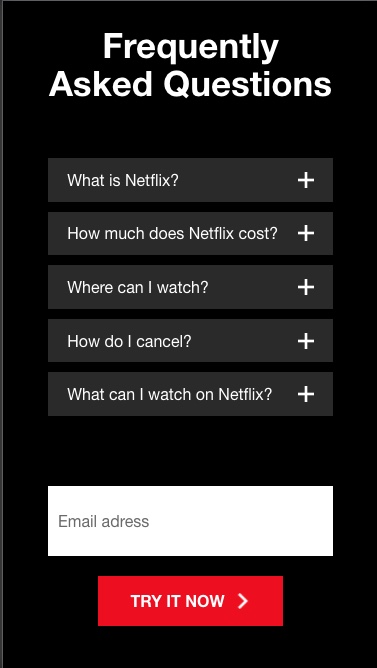 Frequently
Asked Questions
What is Netflix?
How much does Netflix cost?
Where can I watch?
How do I cancel?
What can I watch on Netflix?
Email adress
TRY IT NOW